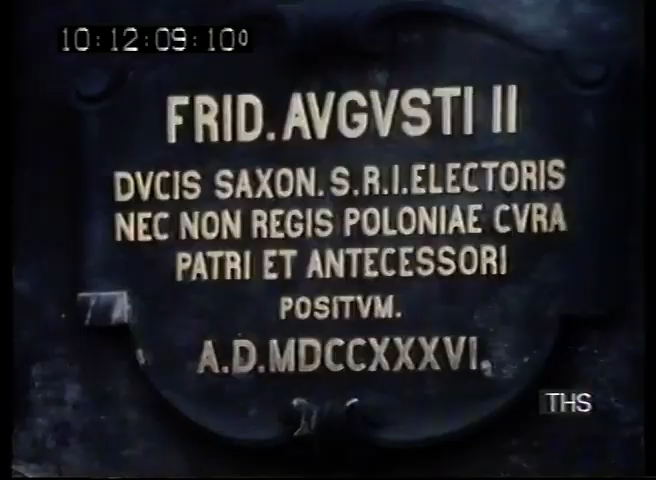 10:12:09:10
FRID. AVGVSTI II
DVCIS SAXON. S.R.I. ELECTORIS
NEC NON REGIS POLONIAE CVRA
PATRI ET ANTECESSORI
POSITVM.
A.D. MDCCXXXVI.
THS